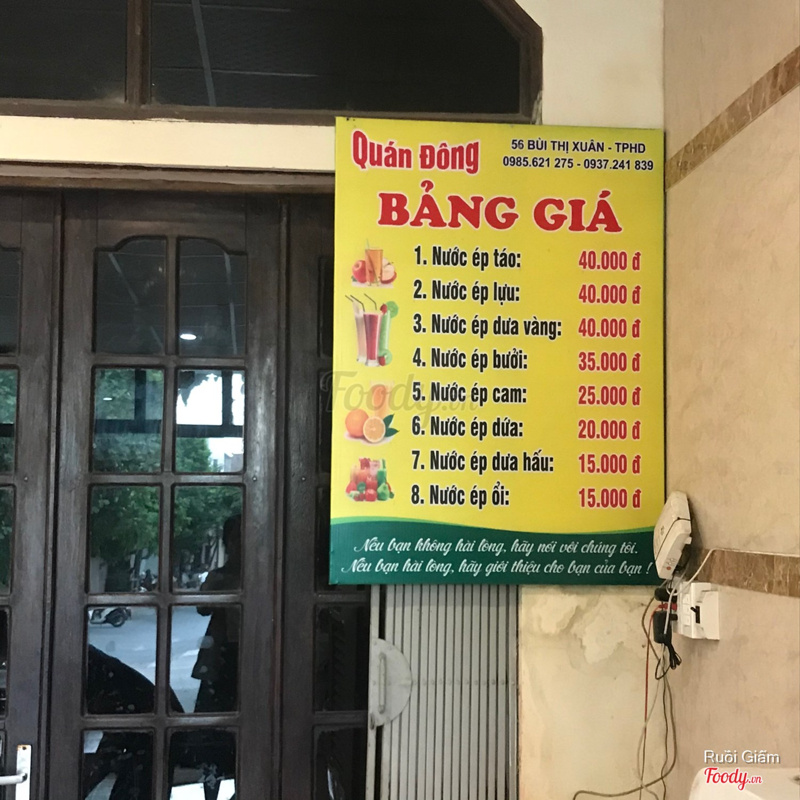 Quán Đông
56 BÙI THỊ XUÂN - TPHD
0985.621 275 - 0937.241 839
BẢNG GIÁ
1. Nước ép táo: 40.000 đ
2. Nước ép lựu: 40.000 đ
3. Nước ép dưa vàng: 40.000 đ
4. Nước ép bưởi: 35.000 đ
5. Nước ép cam: 25.000 đ
6. Nước ép dứa: 20.000 đ
7. Nước ép dưa hấu: 15.000 đ
8. Nước ép ổi: 15.000 đ
Nếu bạn không hài lòng, hãy nói với chúng tôi.
Nếu bạn hài lòng, hãy giới thiệu cho bạn của bạn !
Foody.vn
Ruồi Giấm
Foody.vn